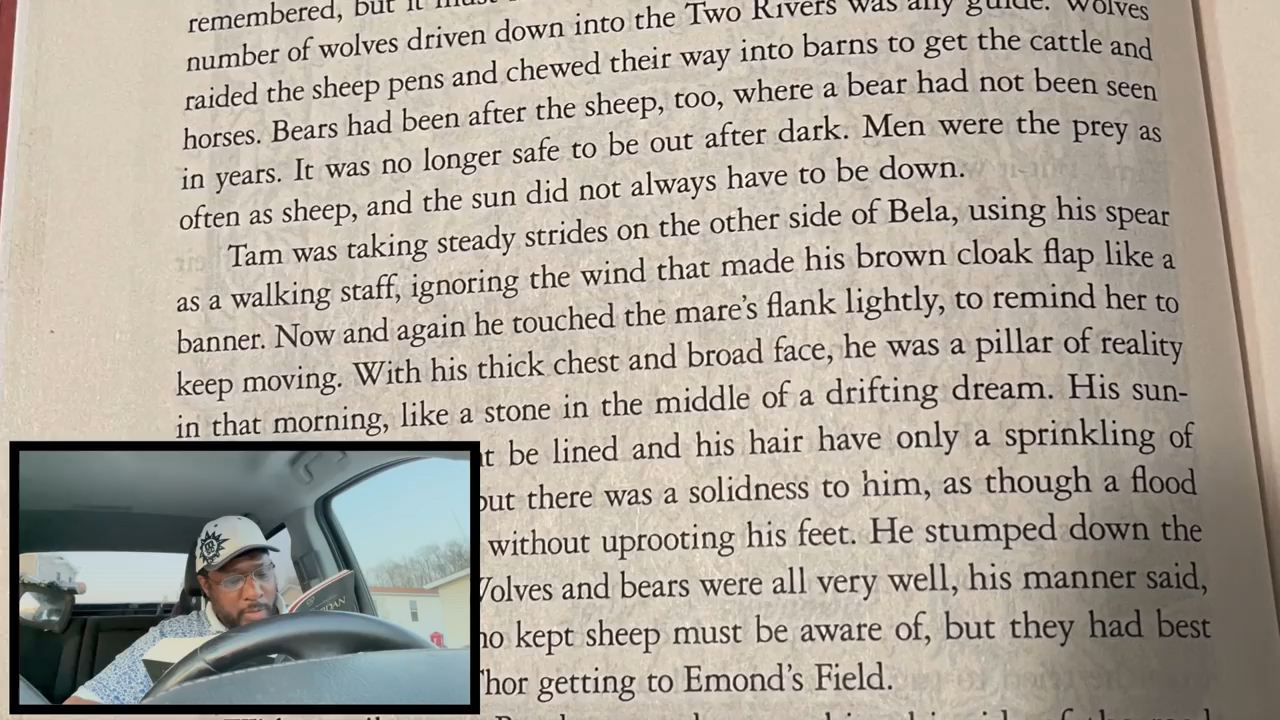 remembered, but it must
number of wolves driven down into the Two Rivers was any guide. Wolves
raided the sheep pens and chewed their way into barns to get the cattle and
horses. Bears had been after the sheep, too, where a bear had not been seen
in years. It was no longer safe to be out after dark. Men were the prey as
often as sheep, and the sun did not always have to be down.
Tam was taking steady strides on the other side of Bela, using his spear
as a walking staff, ignoring the wind that made his brown cloak flap like a
banner. Now and again he touched the mare's flank lightly, to remind her to
keep moving. With his thick chest and broad face, he was a pillar of reality
in that morning, like a stone in the middle of a drifting dream. His sun-
be lined and his hair have only a sprinkling of
but there was a solidness to him, as though a flood
without uprooting his feet. He stumped down the
Wolves and bears were all very well, his manner said,
kept sheep must be aware of, but they had best
Thor getting to Emond's Field.